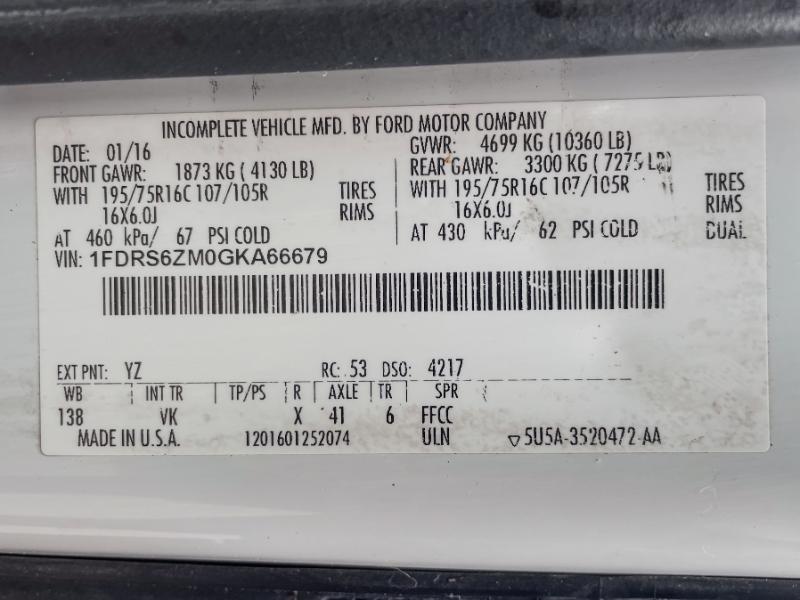 INCOMPLETE VEHICLE MFD. BY FORD MOTOR COMPANY
DATE: 01/16 GVWR: 4699 KG (10360 LB)
FRONT GAWR: 1873 KG ( 4130 LB) REAR GAWR: 3300 KG ( 7275 LB)
WITH 195/75R16C 107/105R TIRES WITH 195/75R16C 107/105R TIRES
16X6.0J RIMS 16X6.0J RIMS
AT 460 kPa/ 67 PSI COLD AT 430 kPa/ 62 PSI COLD DUAL
VIN: 1FDRS6ZM0GKA66679
EXT PNT: YZ RC: 53 DSO: 4217
WB INT TR TP/PS R AXLE TR SPR
138 VK X 41 6 FFCC
MADE IN U.S.A. 1201601252074 ULN ▽5U5A-3520472-AA